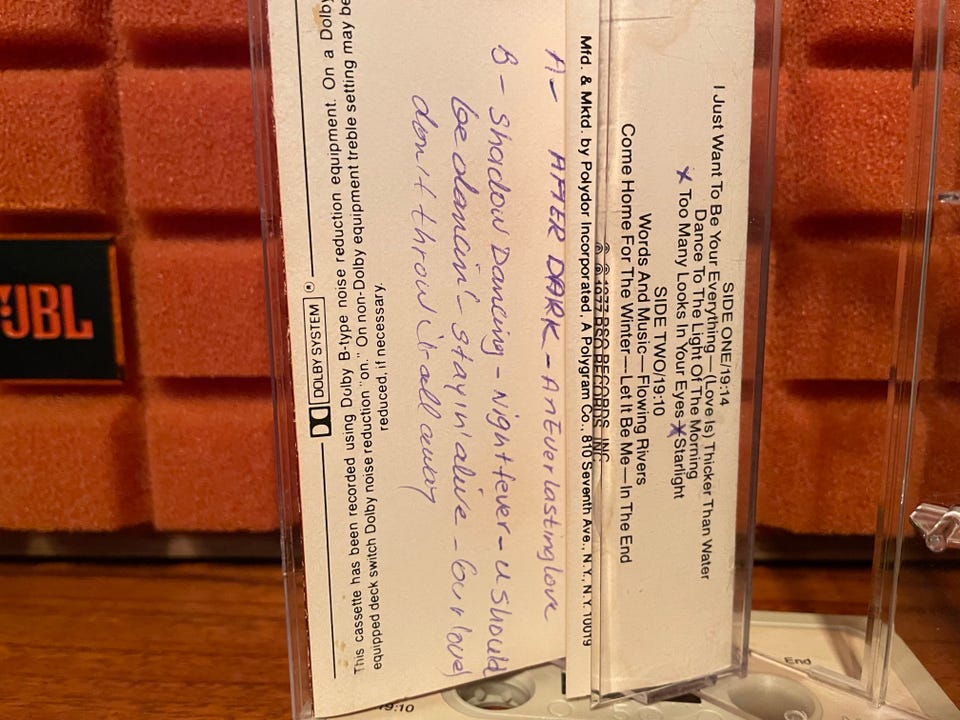 SIDE ONE/19:14
I Just Want To Be Your Everything—(Love Is) Thicker Than Water
Dance To The Light Of The Morning
x Too Many Looks In Your Eyes x Starlight
SIDE TWO/19:10
Words And Music—Flowing Rivers
Come Home For The Winter—Let It Be Me—In The End
℗ © 1977 RSO RECORDS, INC.
Mfd. & Mktd. by Polydor Incorporated, A Polygram Co., 810 Seventh Ave., N.Y., N.Y. 10019
A - AFTER DARK - An Everlasting love
B - Shadow Dancing - Night fever - u should
be dancin' - stayin' alive - (our love)
don't throw it all away
DOLBY SYSTEM ®
This cassette has been recorded using Dolby B-type noise reduction equipment. On a Dolby
equipped deck switch Dolby noise reduction "on." On non-Dolby equipment treble setting may be
reduced, if necessary.
JBL
End
19:10